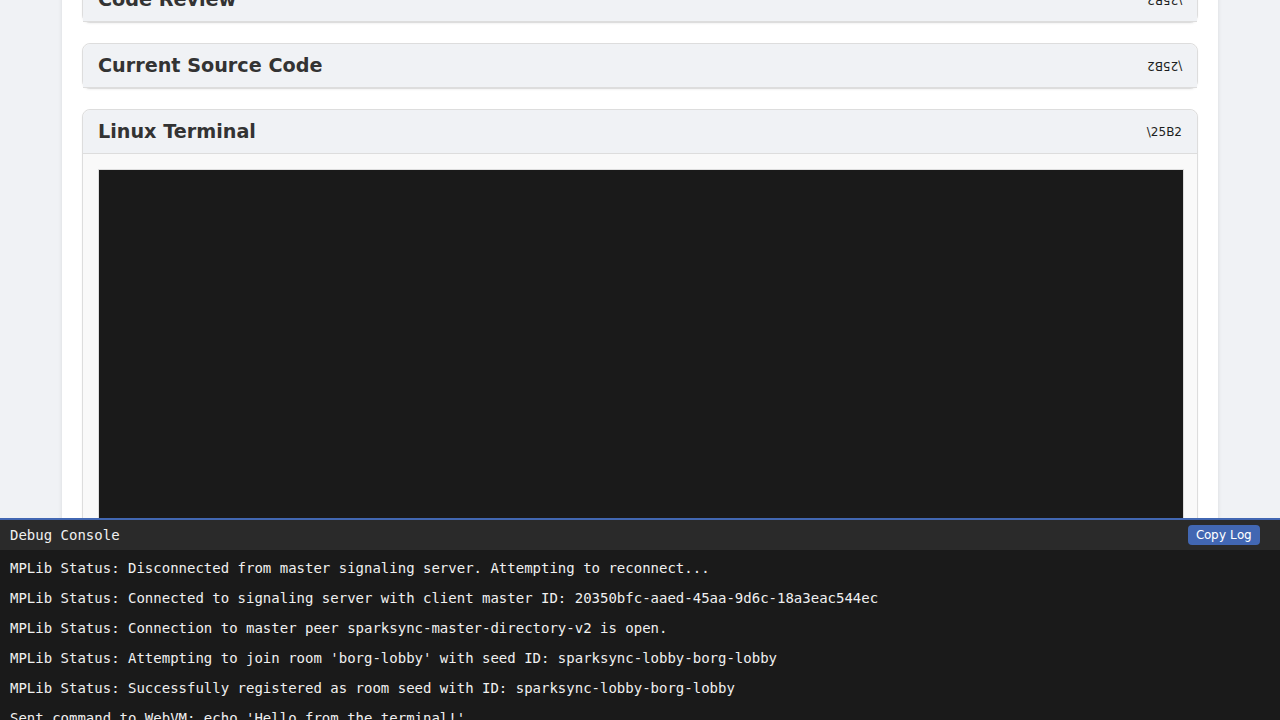 Code Review \25B2
Current Source Code \25B2
Linux Terminal \25B2
Debug Console Copy Log
MPLib Status: Disconnected from master signaling server. Attempting to reconnect...
MPLib Status: Connected to signaling server with client master ID: 20350bfc-aaed-45aa-9d6c-18a3eac544ec
MPLib Status: Connection to master peer sparksync-master-directory-v2 is open.
MPLib Status: Attempting to join room 'borg-lobby' with seed ID: sparksync-lobby-borg-lobby
MPLib Status: Successfully registered as room seed with ID: sparksync-lobby-borg-lobby
Sent command to WebVM: echo 'Hello from the terminal!'